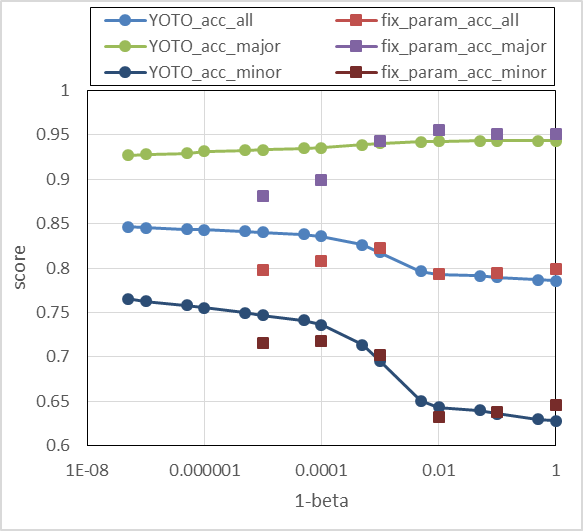 YOTO_acc_all fix_param_acc_all
YOTO_acc_major fix_param_acc_major
YOTO_acc_minor fix_param_acc_minor
1
0.95
0.9
0.85
0.8
0.75
0.7
0.65
0.6
score
1E-08 0.000001 0.0001 0.01 1
1-beta